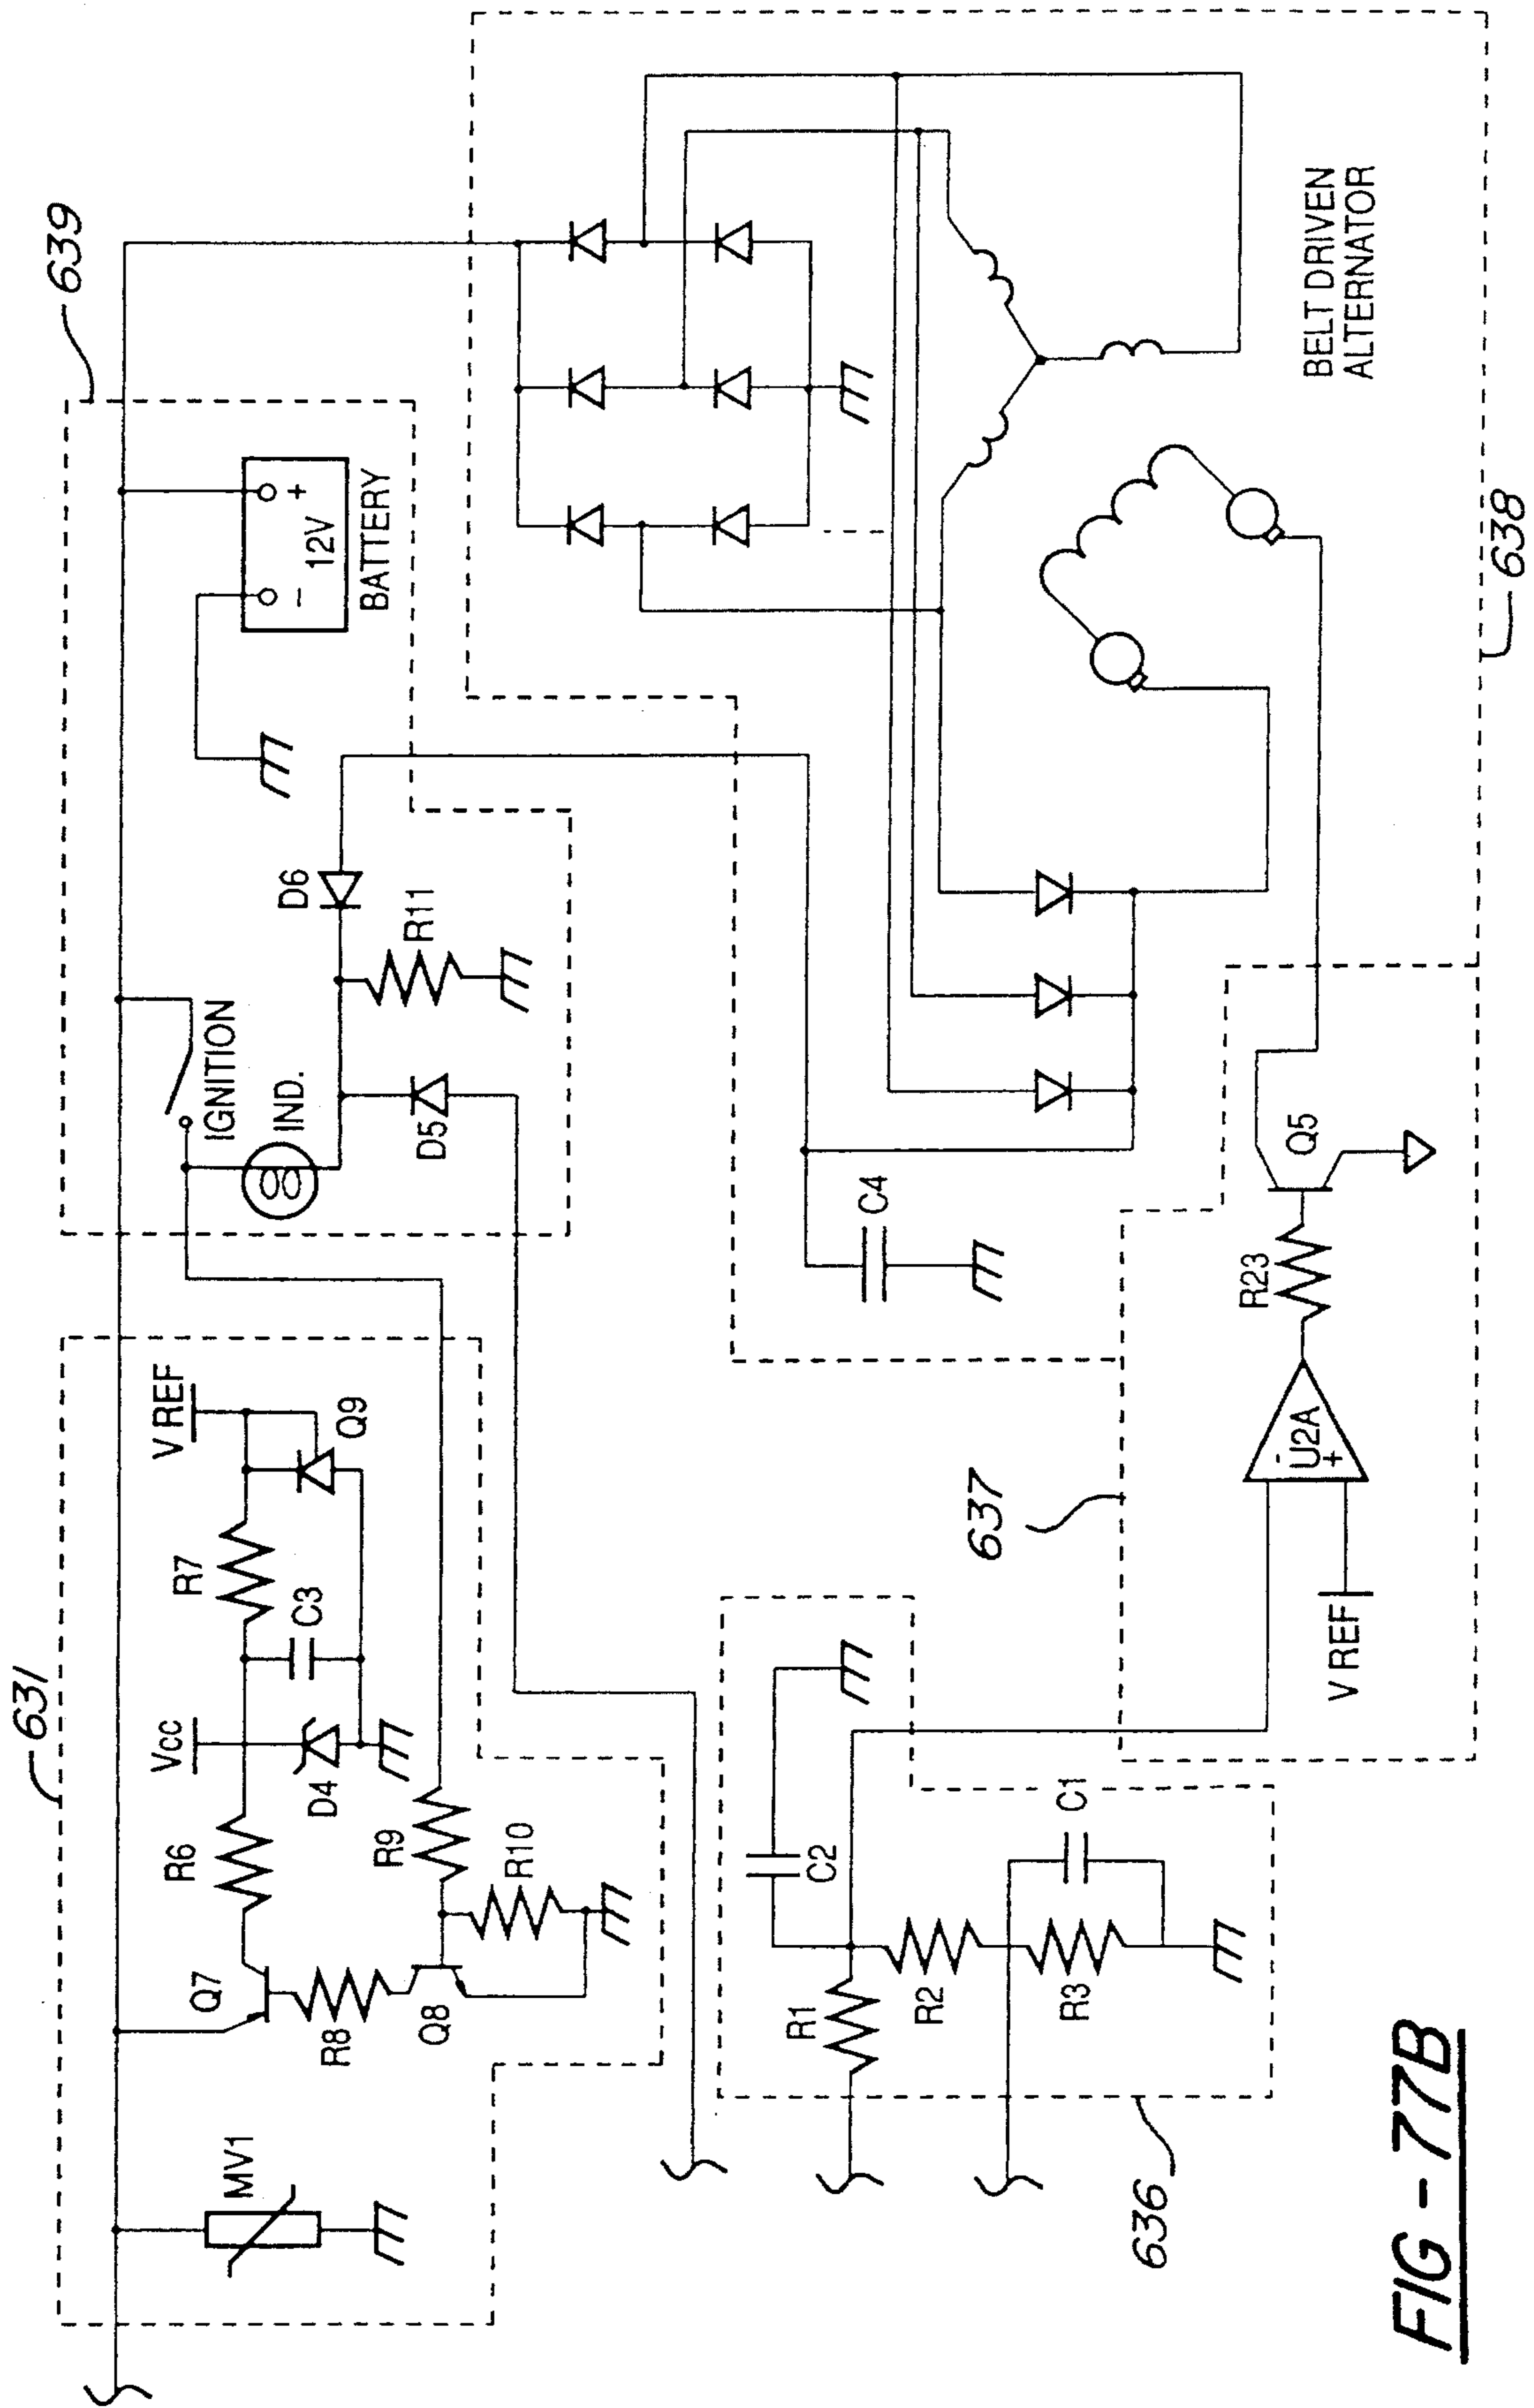 631
639
MV1
Q7
R8
Q8
R6
Vcc
D4
R9
R10
C3
R7
V REF
Q9
IGNITION
IND.
D5
D6
R11
12V
- +
BATTERY
R1
C2
R2
R3
C1
636
637
C4
V REF
-
U2A
+
R23
Q5
BELT DRIVEN
ALTERNATOR
638
FIG - 77B